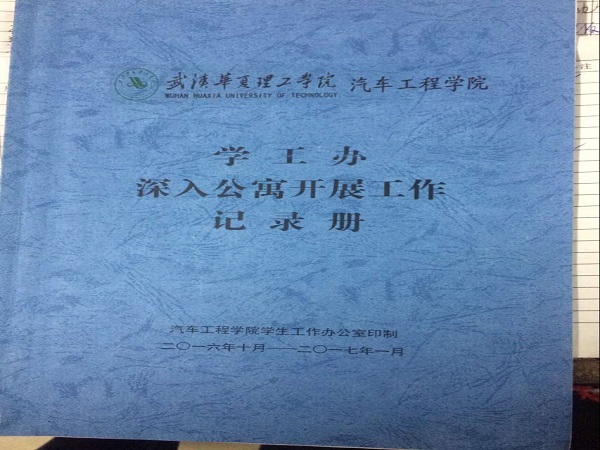 武汉华夏理工学院 汽车工程学院
WUHAN HUAXIA UNIVERSITY OF TECHNOLOGY
学工办
深入公寓开展工作
记录册
汽车工程学院学生工作办公室印制
二〇一六年十月——二〇一七年一月